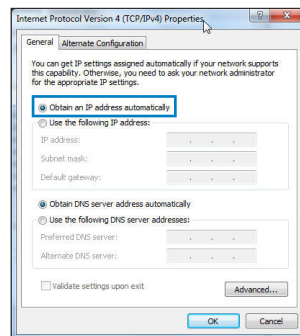 Internet Protocol Version 4 (TCP/IPv4) Properties
General
Alternate Configuration
You can get IP settings assigned automatically if your network supports
this capability. Otherwise, you need to ask your network administrator
for the appropriate IP settings.
Obtain an IP address automatically
Use the following IP address:
IP address:
Subnet mask:
Default gateway:
Obtain DNS server address automatically
Use the following DNS server addresses:
Preferred DNS server:
Alternate DNS server:
Validate settings upon exit
Advanced...
OK
Cancel